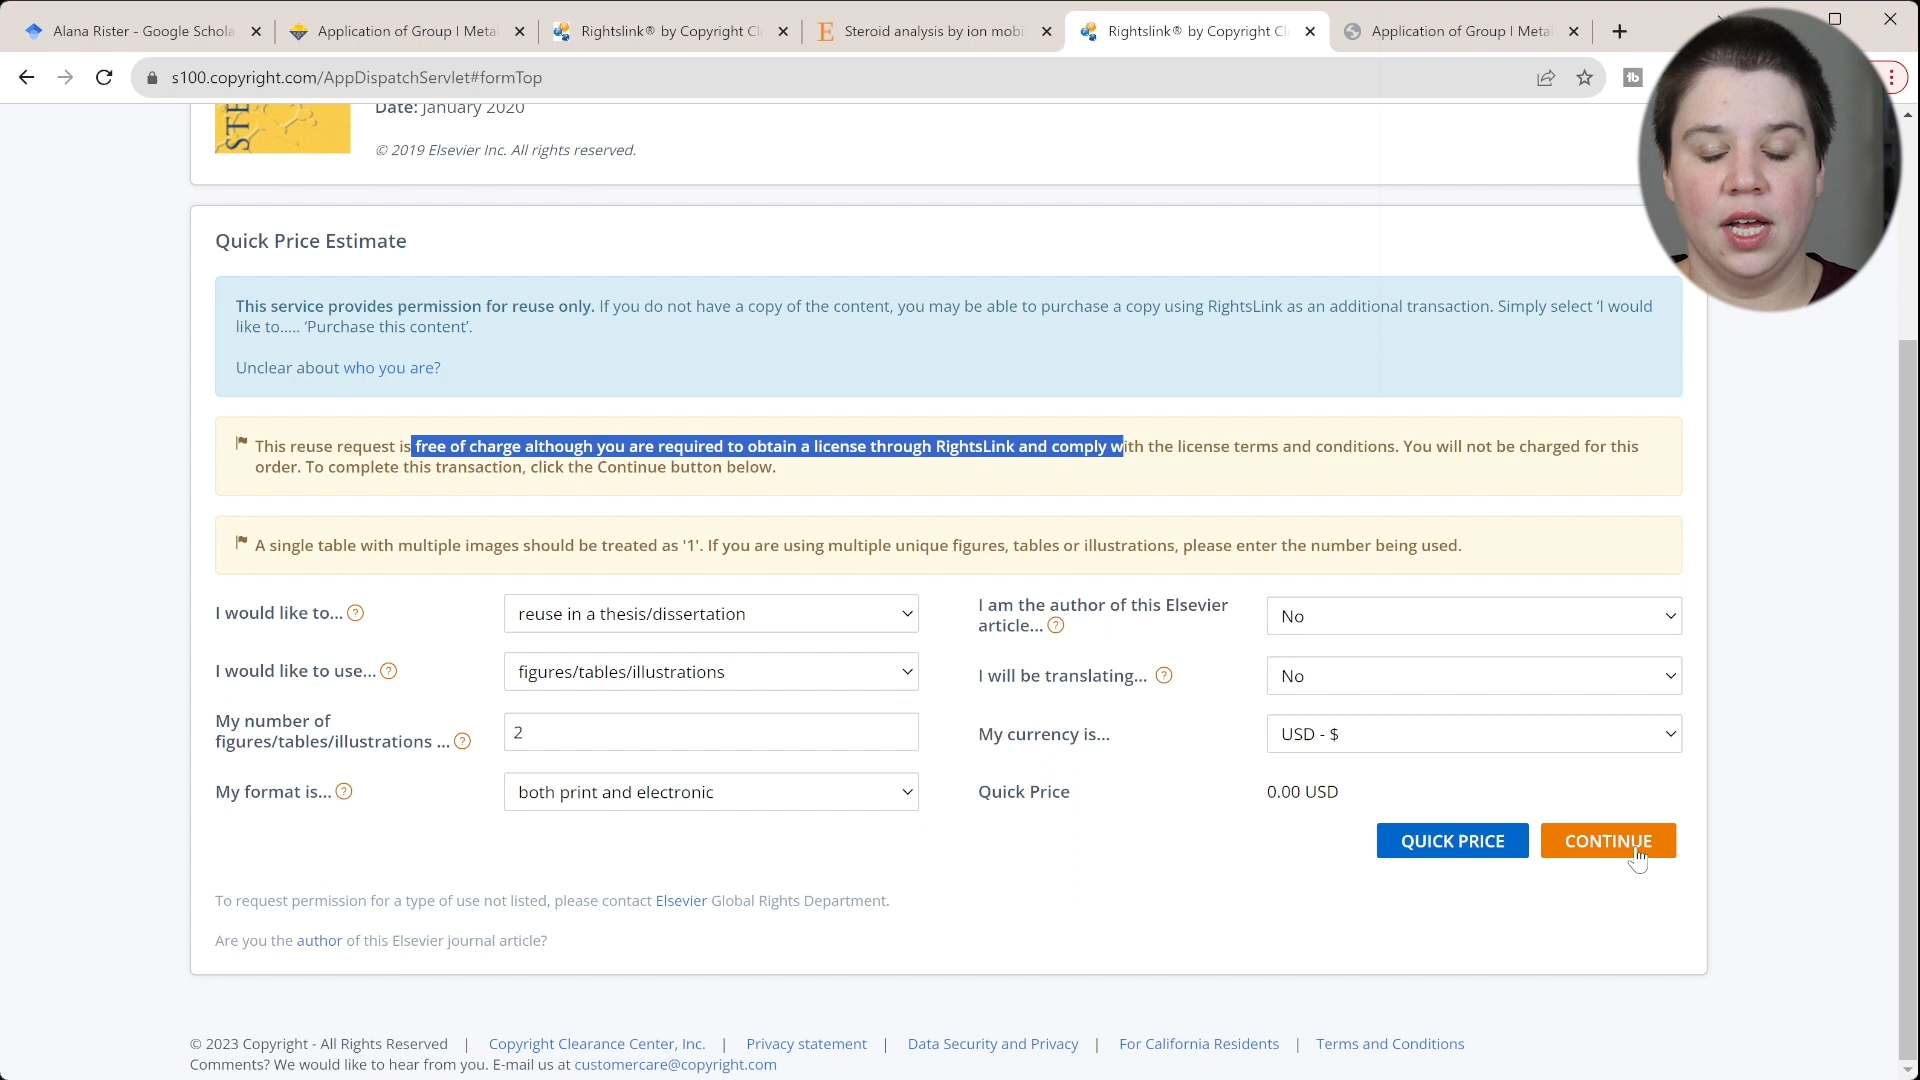 Alana Rister - Google Schola
Application of Group I Meta
Rightslink® by Copyright Cl
Steroid analysis by ion mobi
Rightslink® by Copyright Cl
Application of Group I Meta
s100.copyright.com/AppDispatchServlet#formTop
STE
Date: January 2020
© 2019 Elsevier Inc. All rights reserved.
Quick Price Estimate
This service provides permission for reuse only. If you do not have a copy of the content, you may be able to purchase a copy using RightsLink as an additional transaction. Simply select 'I would
like to..... 'Purchase this content'.
Unclear about who you are?
This reuse request is free of charge although you are required to obtain a license through RightsLink and comply with the license terms and conditions. You will not be charged for this
order. To complete this transaction, click the Continue button below.
A single table with multiple images should be treated as '1'. If you are using multiple unique figures, tables or illustrations, please enter the number being used.
I would like to... ?
reuse in a thesis/dissertation
I am the author of this Elsevier
article... ?
No
I would like to use... ?
figures/tables/illustrations
I will be translating... ?
No
My number of
figures/tables/illustrations ... ?
2
My currency is...
USD - $
My format is... ?
both print and electronic
Quick Price
0.00 USD
QUICK PRICE
CONTINUE
To request permission for a type of use not listed, please contact Elsevier Global Rights Department.
Are you the author of this Elsevier journal article?
© 2023 Copyright - All Rights Reserved | Copyright Clearance Center, Inc. | Privacy statement | Data Security and Privacy | For California Residents | Terms and Conditions
Comments? We would like to hear from you. E-mail us at customercare@copyright.com